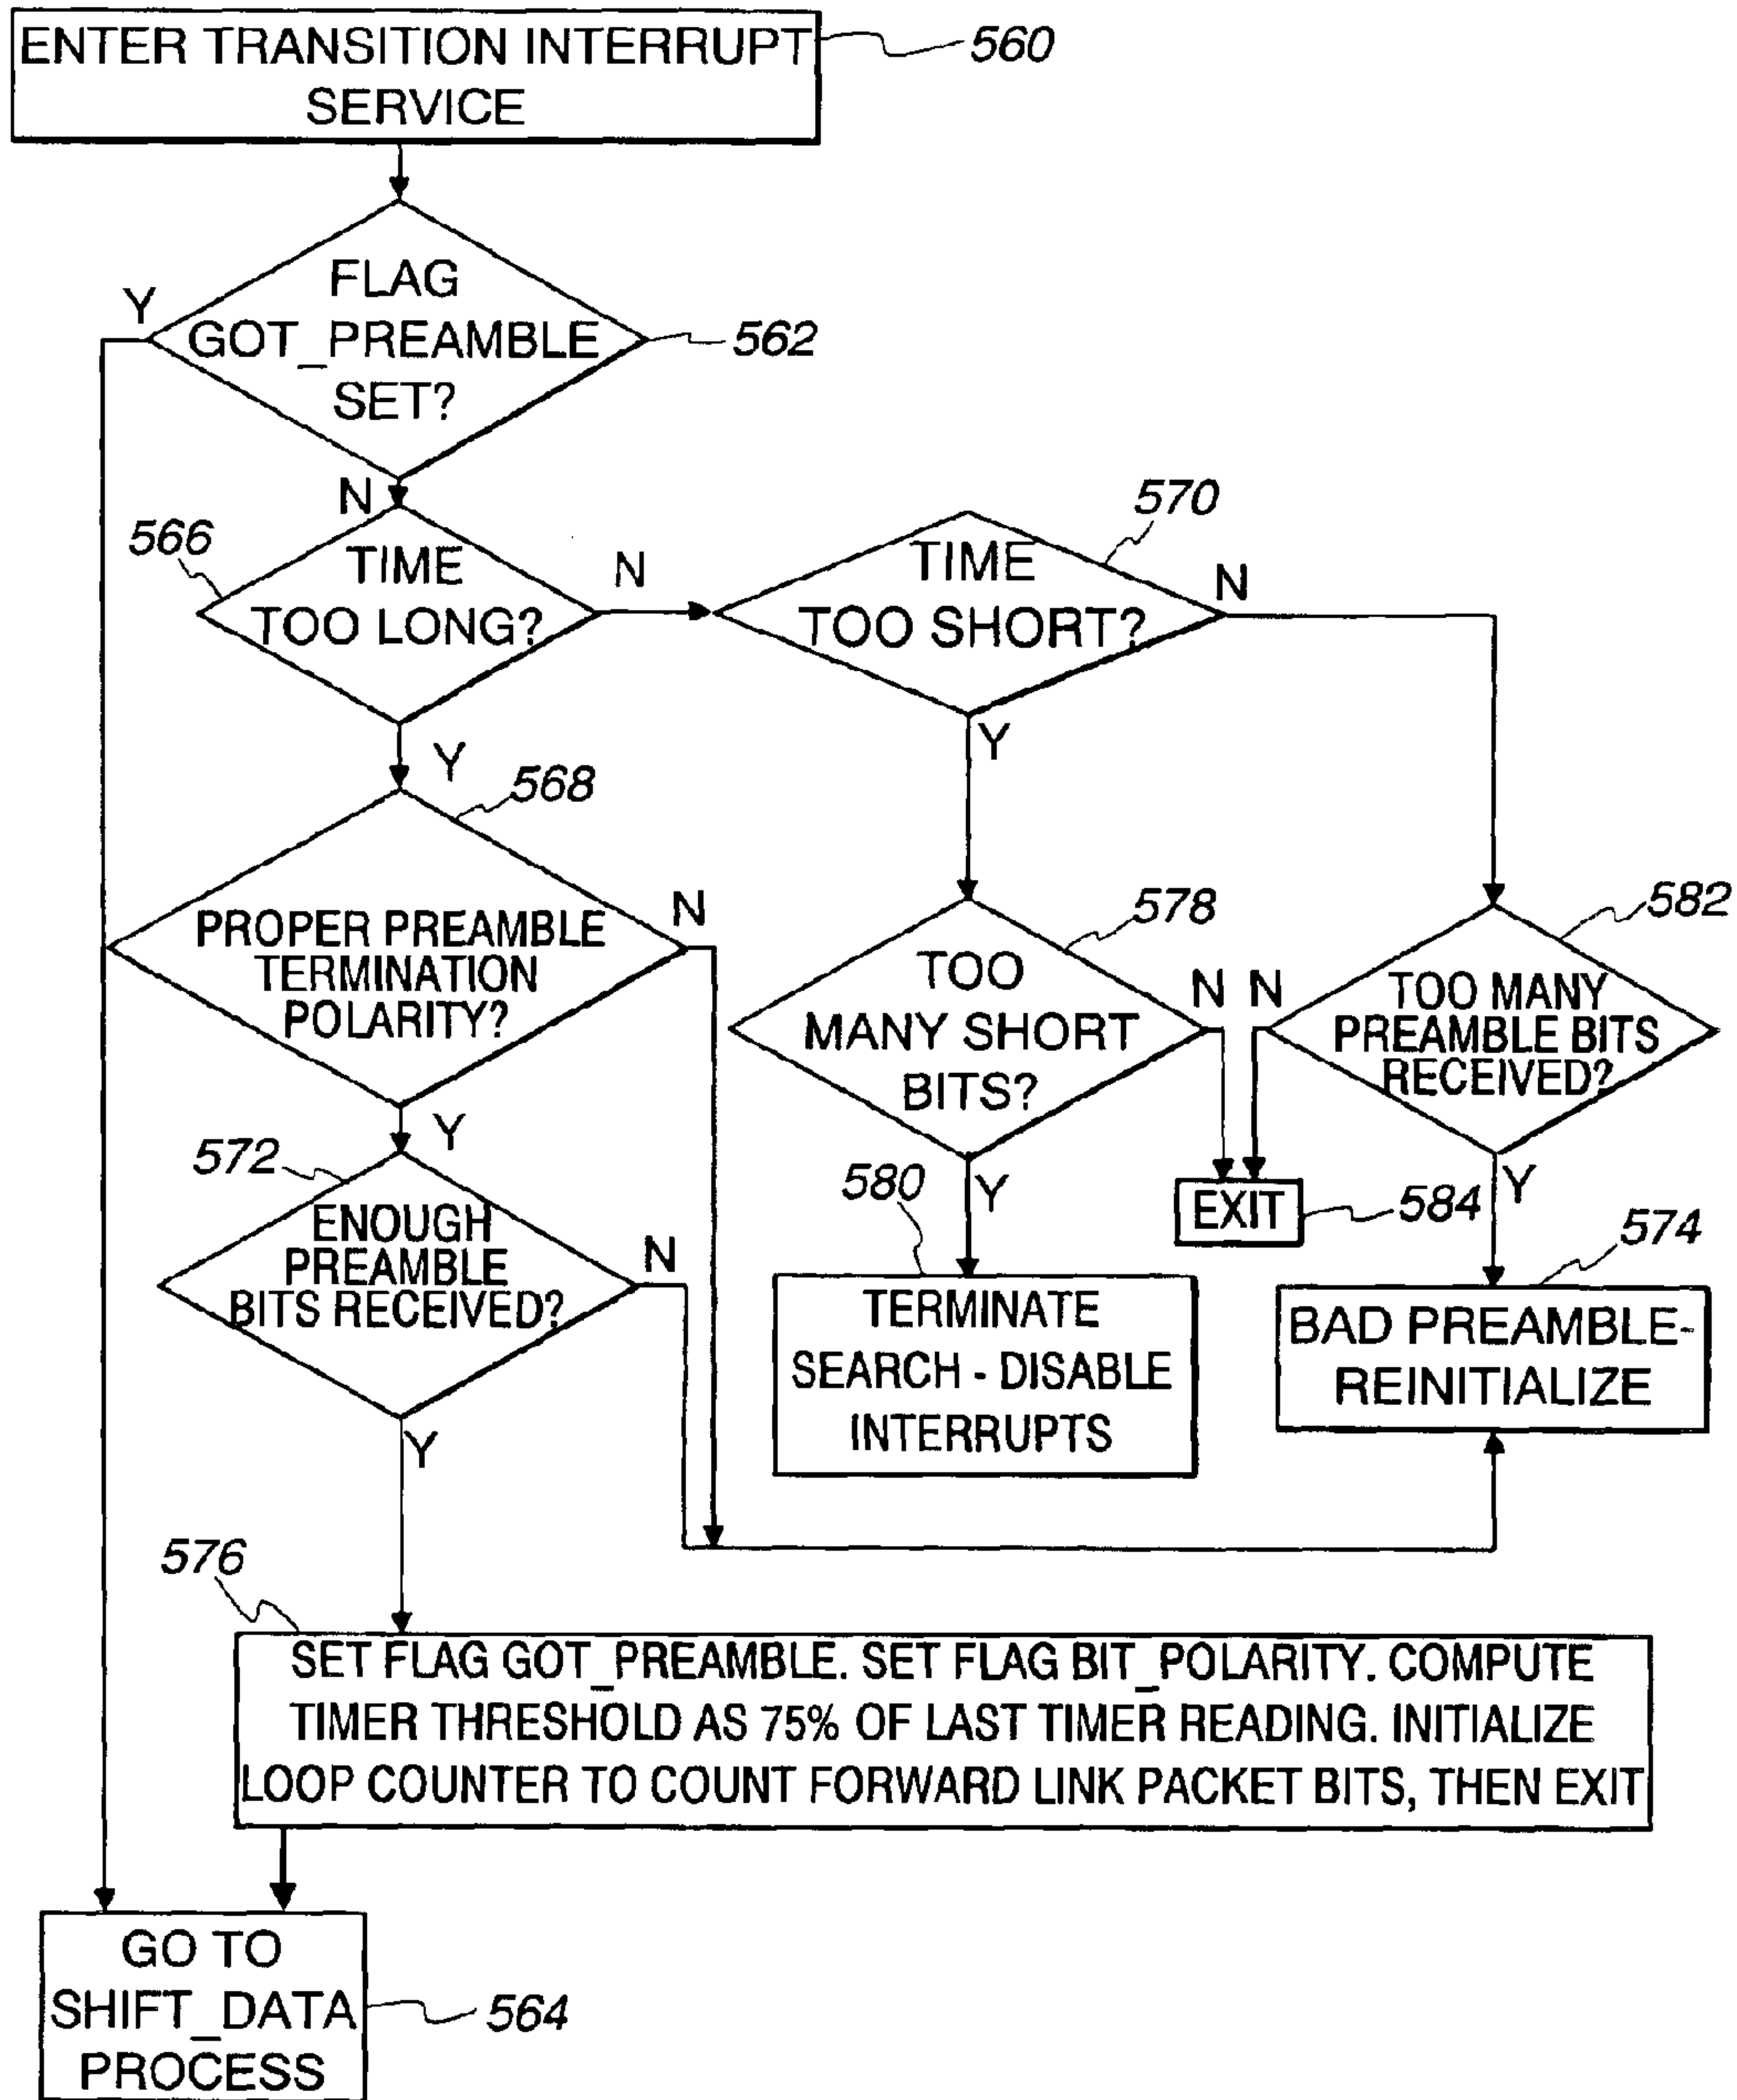 ENTER TRANSITION INTERRUPT
SERVICE
560
FLAG
GOT_PREAMBLE
SET?
Y
562
N
566
TIME
TOO LONG?
N
570
TIME
TOO SHORT?
N
Y
Y
568
PROPER PREAMBLE
TERMINATION
POLARITY?
N
578
TOO
MANY SHORT
BITS?
N
N
582
TOO MANY
PREAMBLE BITS
RECEIVED?
Y
572
ENOUGH
PREAMBLE
BITS RECEIVED?
N
580
Y
EXIT
584
Y
574
TERMINATE
SEARCH - DISABLE
INTERRUPTS
BAD PREAMBLE-
REINITIALIZE
Y
576
SET FLAG GOT_PREAMBLE. SET FLAG BIT_POLARITY. COMPUTE
TIMER THRESHOLD AS 75% OF LAST TIMER READING. INITIALIZE
LOOP COUNTER TO COUNT FORWARD LINK PACKET BITS, THEN EXIT
GO TO
SHIFT_DATA
PROCESS
564